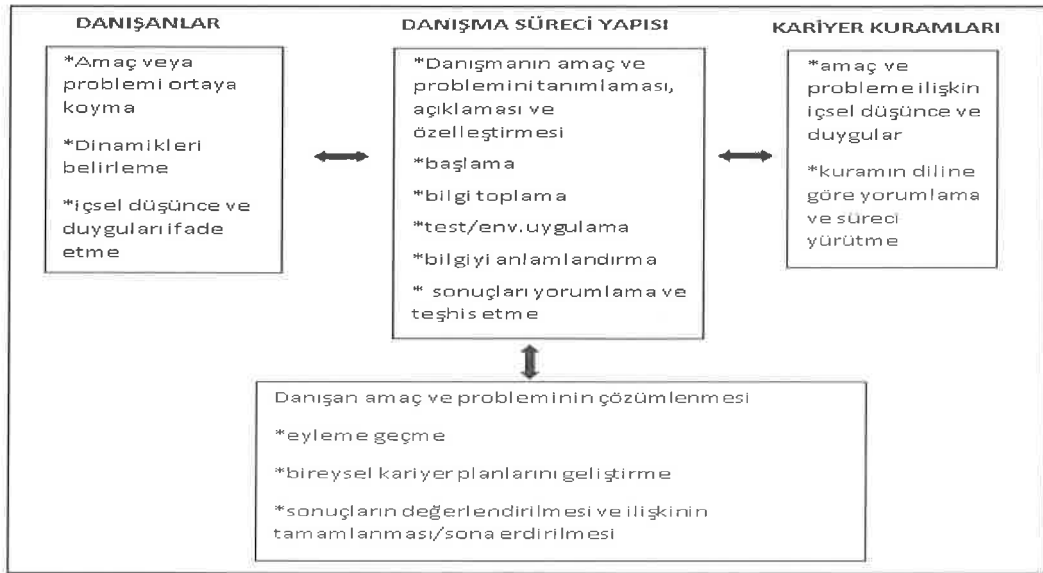 DANIŞANLAR
*Amaç veya
problemi ortaya
koyma
*Dinamikleri
belirleme
*içsel düşünce ve
duyguları ifade
etme
DANIŞMA SÜRECİ YAPISI
*Danışmanın amaç ve
problemini tanımlaması,
açıklaması ve
özelleştirmesi
*başlama
*bilgi toplama
*test/env.uygulama
*bilgiyi anlamlandırma
* sonuçları yorumlama ve
teşhis etme
KARİYER KURAMLARI
*amaç ve
probleme ilişkin
içsel düşünce ve
duygular
*kuramın diline
göre yorumlama
ve süreci
yürütme
Danışan amaç ve probleminin çözümlenmesi
*eyleme geçme
*bireysel kariyer planlarını geliştirme
*sonuçların değerlendirilmesi ve ilişkinin
tamamlanması/sona erdirilmesi